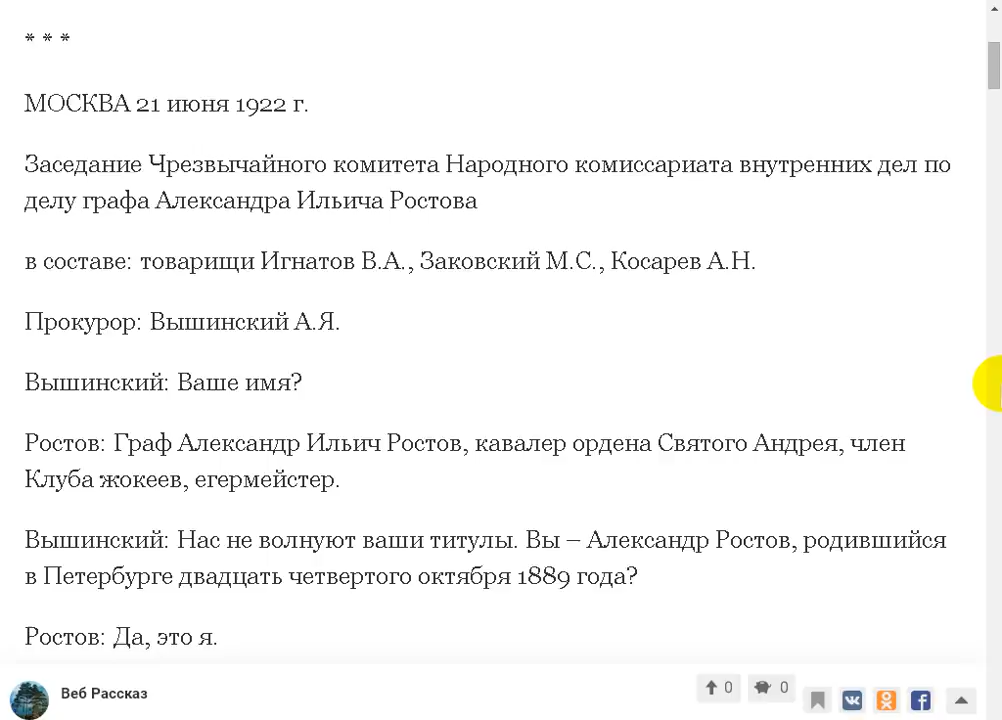 * * *
МОСКВА 21 июня 1922 г.
Заседание Чрезвычайного комитета Народного комиссариата внутренних дел по
делу графа Александра Ильича Ростова
в составе: товарищи Игнатов В.А., Заковский М.С., Косарев А.Н.
Прокурор: Вышинский А.Я.
Вышинский: Ваше имя?
Ростов: Граф Александр Ильич Ростов, кавалер ордена Святого Андрея, член
Клуба жокеев, егермейстер.
Вышинский: Нас не волнуют ваши титулы. Вы – Александр Ростов, родившийся
в Петербурге двадцать четвертого октября 1889 года?
Ростов: Да, это я.
Веб Рассказ
0 0